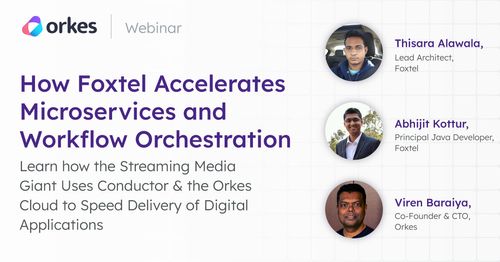 orkes
Webinar
How Foxtel Accelerates
Microservices and
Workflow Orchestration
Learn how the Streaming Media
Giant Uses Conductor & the Orkes
Cloud to Speed Delivery of Digital
Applications
Thisara Alawala,
Lead Architect,
Foxtel
Abhijit Kottur,
Principal Java Developer,
Foxtel
Viren Baraiya,
Co-Founder & CTO,
Orkes